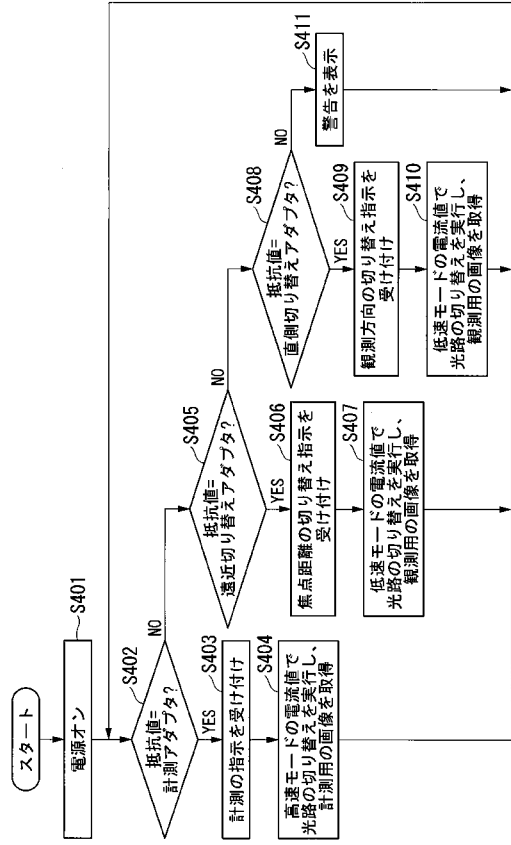 スタート
S401
電源オン
S402
抵抗値=
計測アダプタ?
NO
YES
S403
計測の指示を受け付け
S404
高速モードの電流値で
光路の切り替えを実行し、
計測用の画像を取得
S405
抵抗値=
遠近切り替えアダプタ?
NO
YES
S406
焦点距離の切り替え指示を
受け付け
S407
低速モードの電流値で
光路の切り替えを実行し、
観測用の画像を取得
S408
抵抗値=
直側切り替えアダプタ?
NO
YES
S409
観測方向の切り替え指示を
受け付け
S410
低速モードの電流値で
光路の切り替えを実行し、
観測用の画像を取得
S411
警告を表示